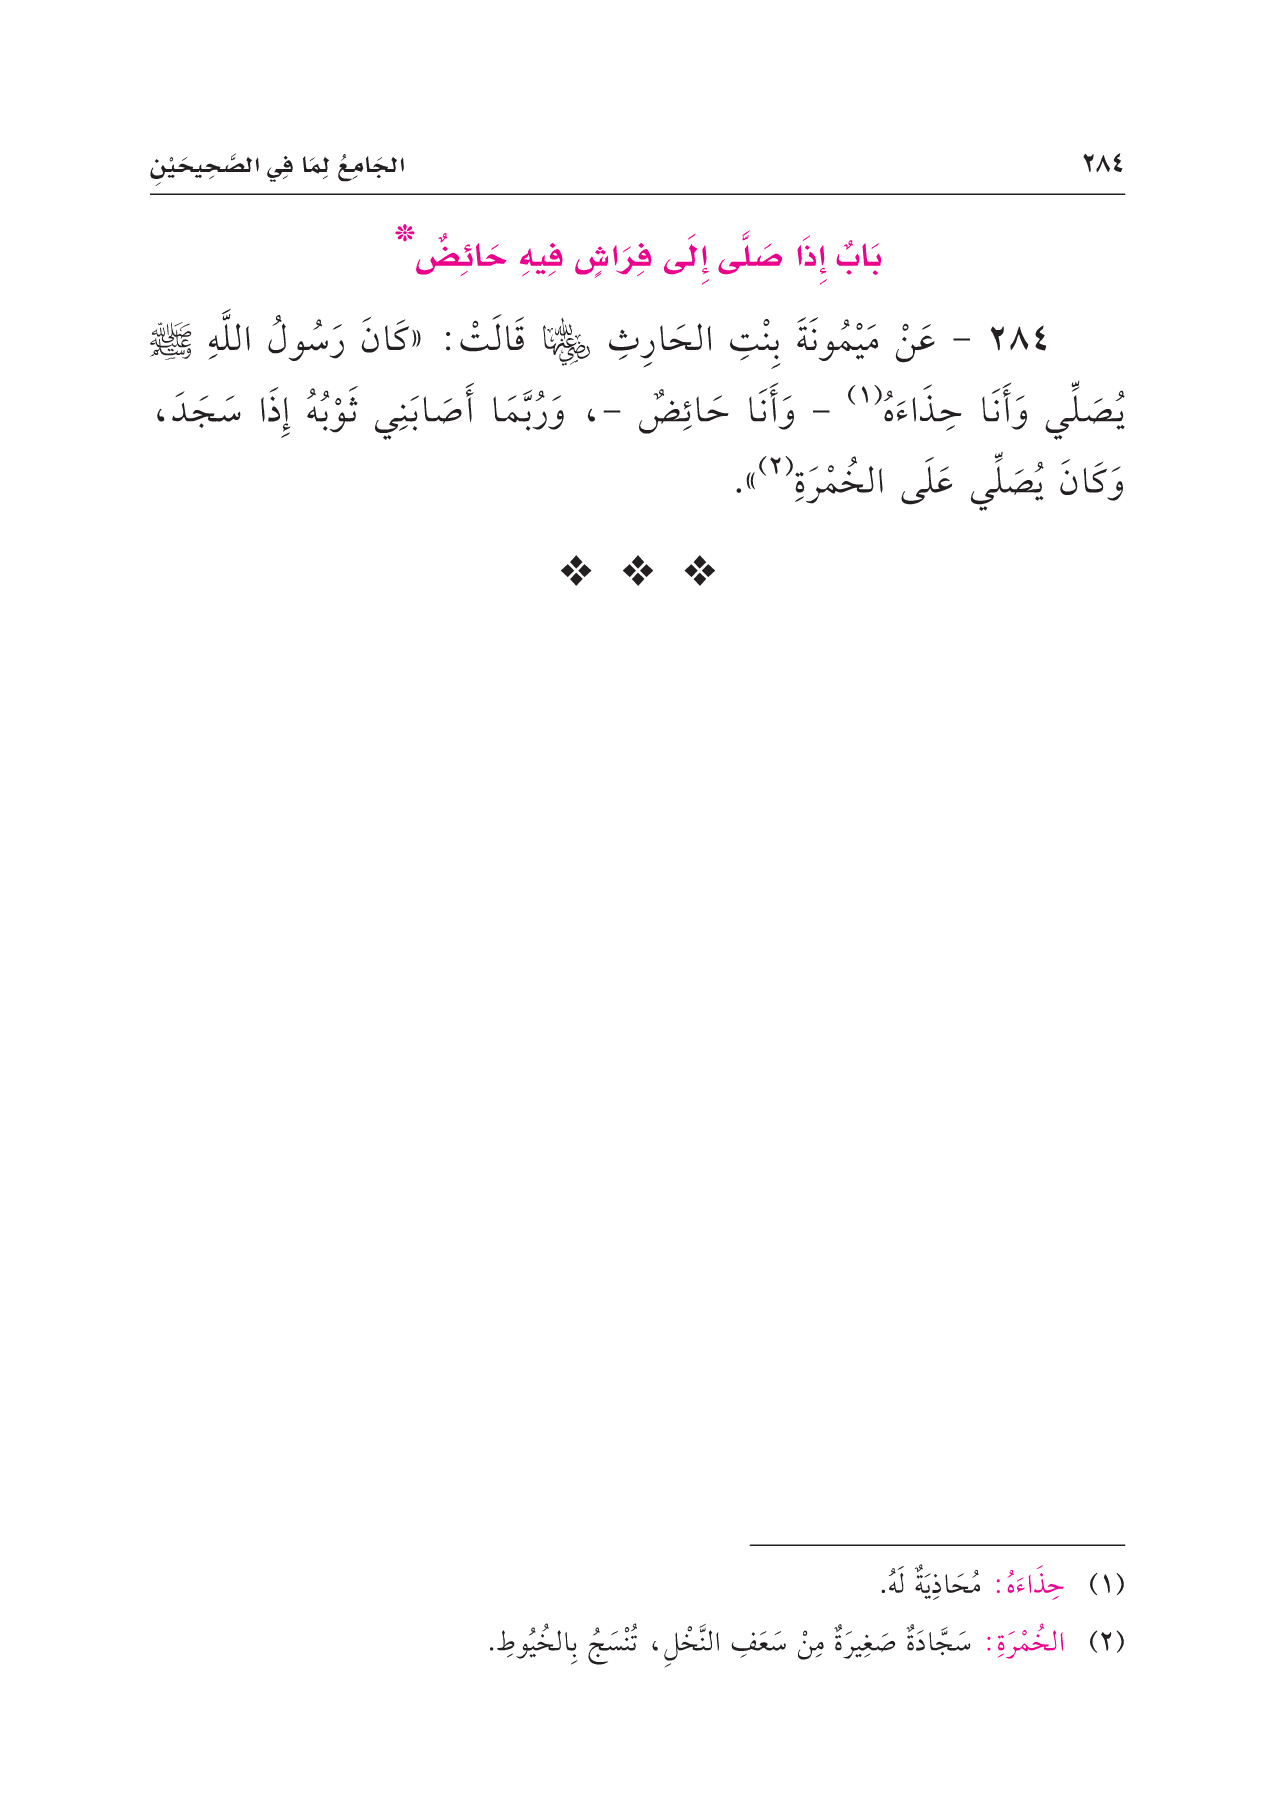 ٢٨٤ الجَامِعُ لِمَا فِي الصَّحِيحَيْنِ
بَابٌ إِذَا صَلَّى إِلَى فِرَاشٍ فِيهِ حَائِضٌ*
٢٨٤ - عَنْ مَيْمُونَةَ بِنْتِ الحَارِثِ رضي الله عنها قَالَتْ: «كَانَ رَسُولُ اللَّهِ ﷺ
يُصَلِّي وَأَنَا حِذَاءَهُ(١) - وَأَنَا حَائِضٌ -، وَرُبَّمَا أَصَابَنِي ثَوْبُهُ إِذَا سَجَدَ،
وَكَانَ يُصَلِّي عَلَى الخُمْرَةِ(٢)».
(١) حِذَاءَهُ: مُحَاذِيَةٌ لَهُ.
(٢) الخُمْرَةِ: سَجَّادَةٌ صَغِيرَةٌ مِنْ سَعَفِ النَّخْلِ، تُنْسَجُ بِالخُيُوطِ.